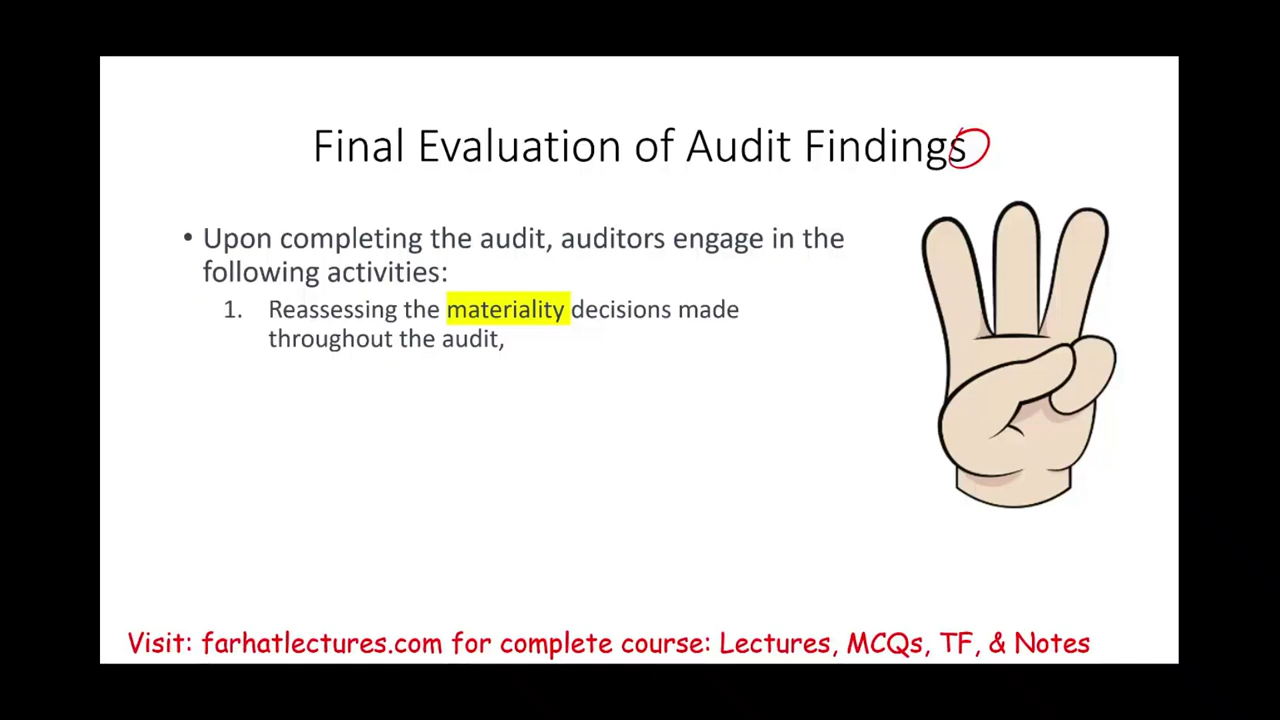 Final Evaluation of Audit Findings
• Upon completing the audit, auditors engage in the
following activities:
1. Reassessing the materiality decisions made
throughout the audit,
Visit: farhatlectures.com for complete course: Lectures, MCQs, TF, & Notes